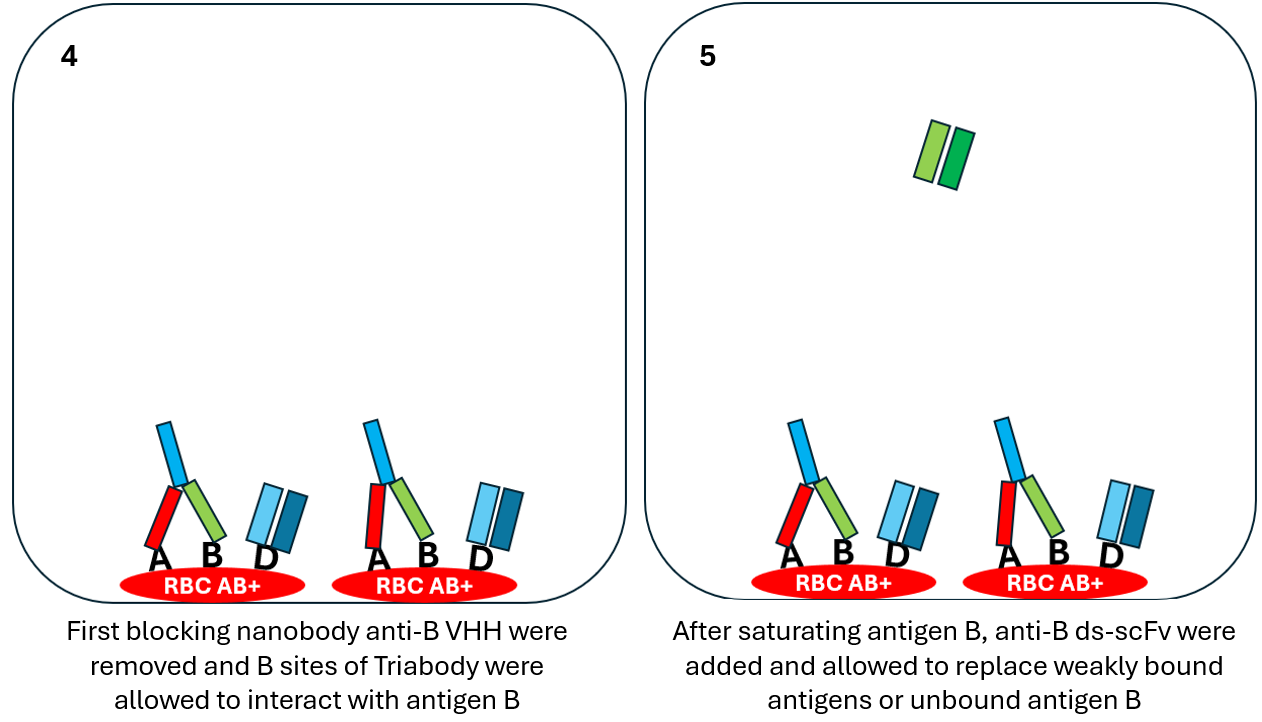 4
A B D
RBC AB+
A B D
RBC AB+
First blocking nanobody anti-B VHH were
removed and B sites of Triabody were
allowed to interact with antigen B
5
A B D
RBC AB+
A B D
RBC AB+
After saturating antigen B, anti-B ds-scFv were
added and allowed to replace weakly bound
antigens or unbound antigen B